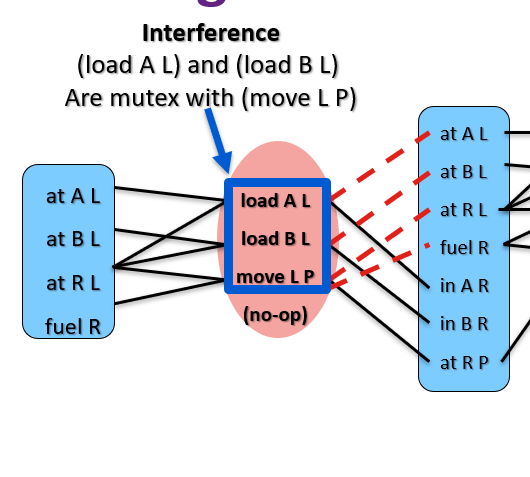 Interference
(load A L) and (load B L)
Are mutex with (move L P)
at A L
at B L
at R L
fuel R
load A L
load B L
move L P
(no-op)
at A L
at B L
at R L
fuel R
in A R
in B R
at R P